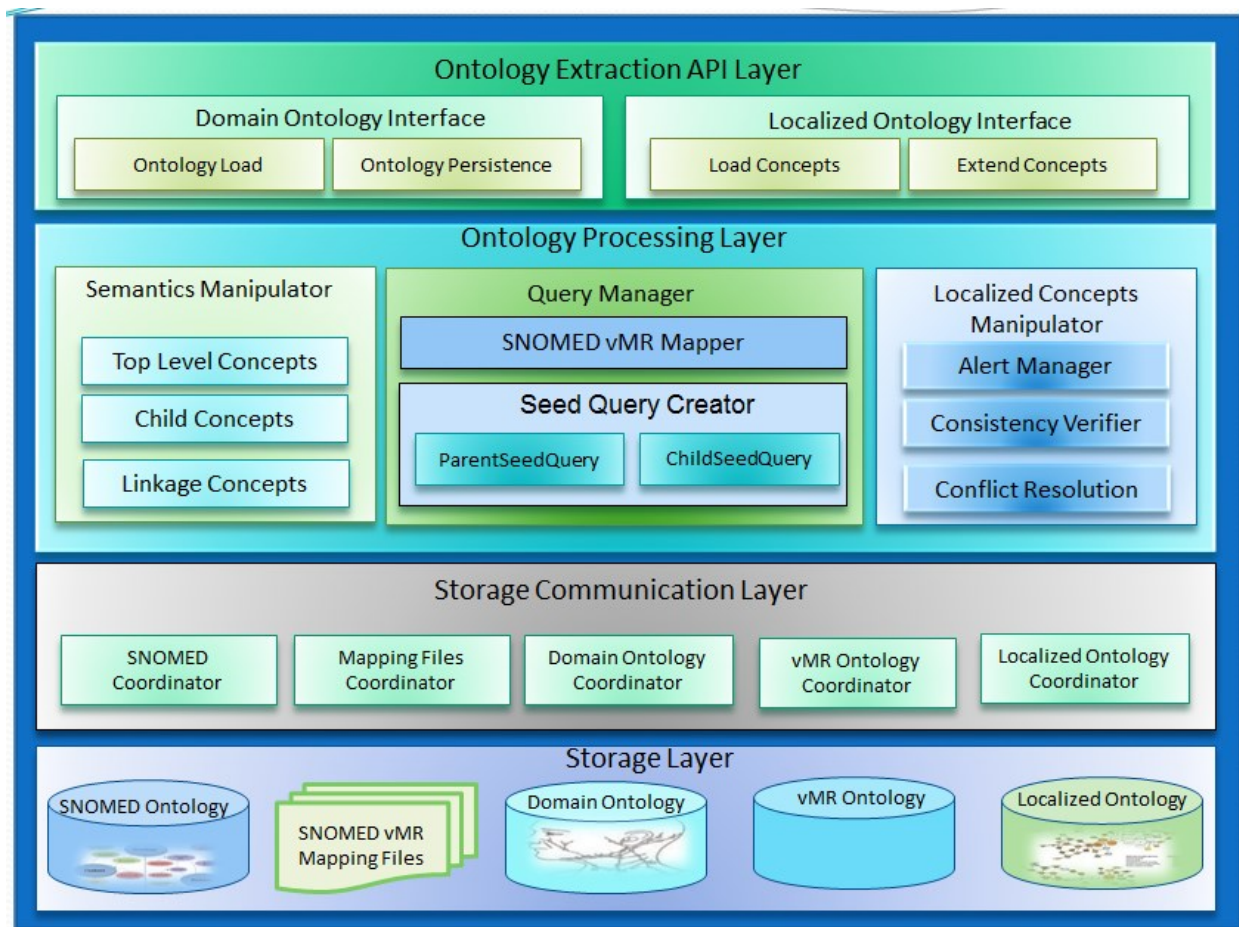 Ontology Extraction API Layer
Domain Ontology Interface
Ontology Load
Ontology Persistence
Localized Ontology Interface
Load Concepts
Extend Concepts
Ontology Processing Layer
Semantics Manipulator
Top Level Concepts
Child Concepts
Linkage Concepts
Query Manager
SNOMED vMR Mapper
Seed Query Creator
ParentSeedQuery
ChildSeedQuery
Localized Concepts
Manipulator
Alert Manager
Consistency Verifier
Conflict Resolution
Storage Communication Layer
SNOMED
Coordinator
Mapping Files
Coordinator
Domain Ontology
Coordinator
vMR Ontology
Coordinator
Localized Ontology
Coordinator
Storage Layer
SNOMED Ontology
SNOMED vMR
Mapping Files
Domain Ontology
vMR Ontology
Localized Ontology